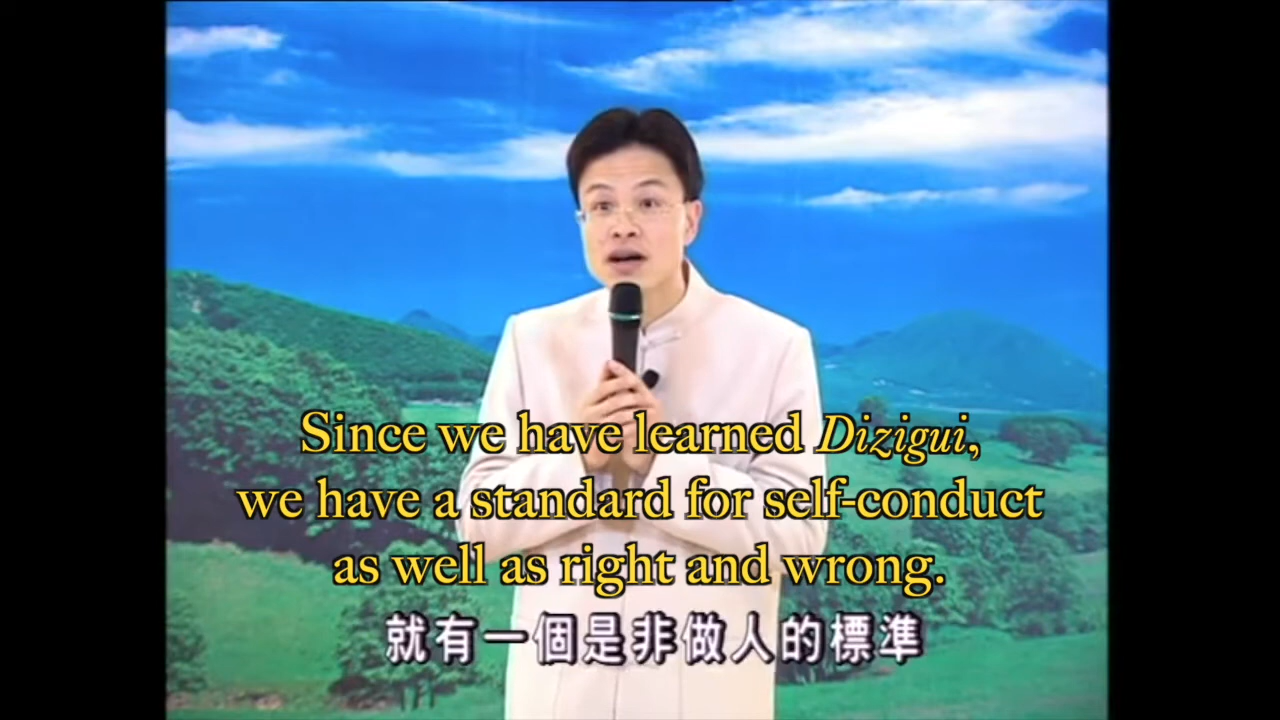 Since we have learned Dizigui,
we have a standard for self-conduct
as well as right and wrong.
就有一個是非做人的標準